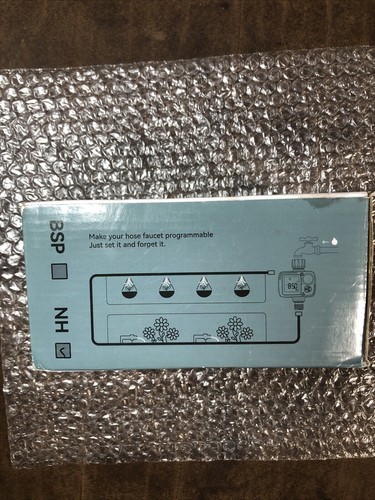 Make your hose faucet programmable
Just set it and forget it.
BSP
NH